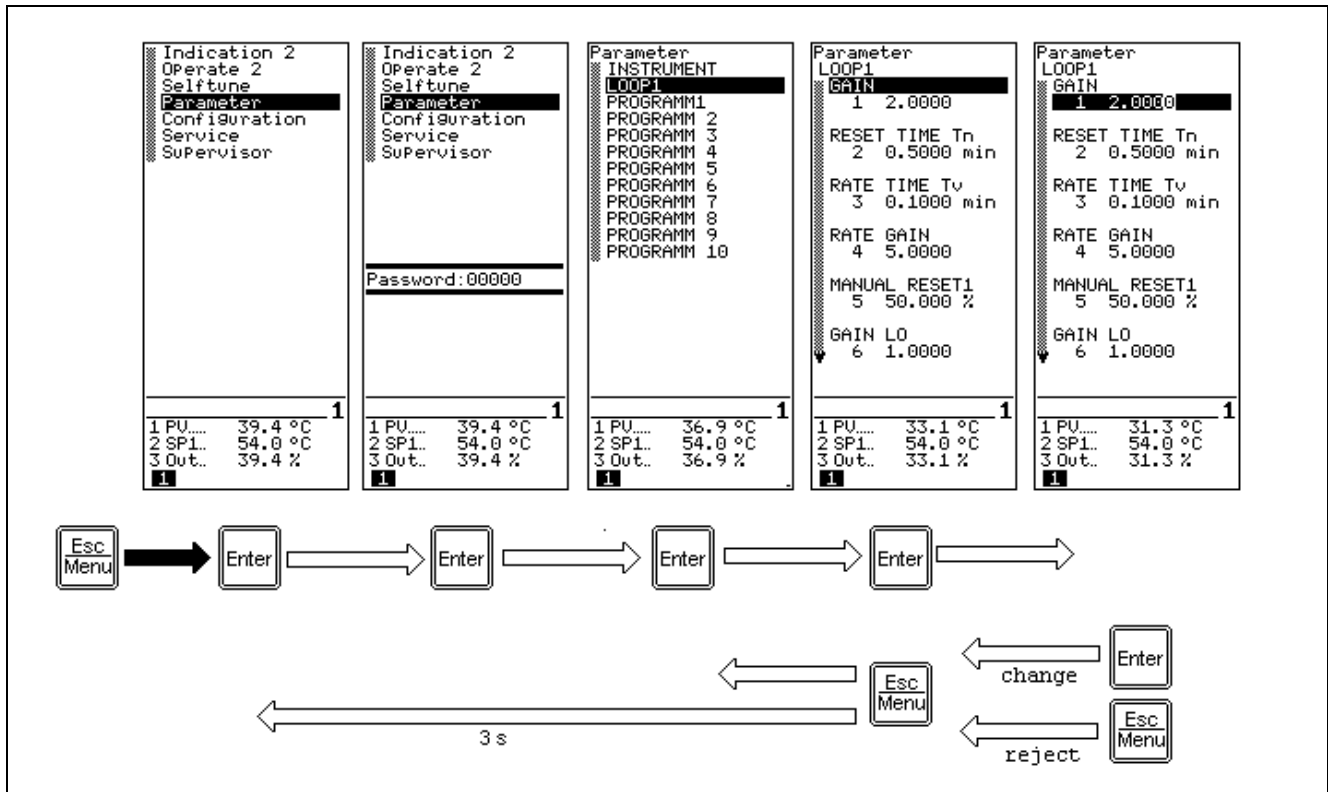 Indication 2
Operate 2
Selftune
Parameter
Configuration
Service
Supervisor
1
1 PV..... 39.4 °C
2 SP1.. 54.0 °C
3 Out.. 39.4 %
1
Indication 2
Operate 2
Selftune
Parameter
Configuration
Service
Supervisor
Password:00000
1
1 PV..... 39.4 °C
2 SP1.. 54.0 °C
3 Out.. 39.4 %
1
Parameter
INSTRUMENT
LOOP1
PROGRAMM1
PROGRAMM 2
PROGRAMM 3
PROGRAMM 4
PROGRAMM 5
PROGRAMM 6
PROGRAMM 7
PROGRAMM 8
PROGRAMM 9
PROGRAMM 10
1
1 PV..... 36.9 °C
2 SP1.. 54.0 °C
3 Out.. 36.9 %
1
Parameter
LOOP1
GAIN
1 2.0000
RESET TIME Tn
2 0.5000 min
RATE TIME Tv
3 0.1000 min
RATE GAIN
4 5.0000
MANUAL RESET1
5 50.000 %
GAIN LO
6 1.0000
1
1 PV..... 33.1 °C
2 SP1.. 54.0 °C
3 Out.. 33.1 %
1
Parameter
LOOP1
GAIN
1 2.0000
RESET TIME Tn
2 0.5000 min
RATE TIME Tv
3 0.1000 min
RATE GAIN
4 5.0000
MANUAL RESET1
5 50.000 %
GAIN LO
6 1.0000
1
1 PV..... 31.3 °C
2 SP1.. 54.0 °C
3 Out.. 31.3 %
1
Esc
Menu
Enter
Enter
Enter
Enter
Enter
change
Esc
Menu
3 s
Esc
Menu
reject